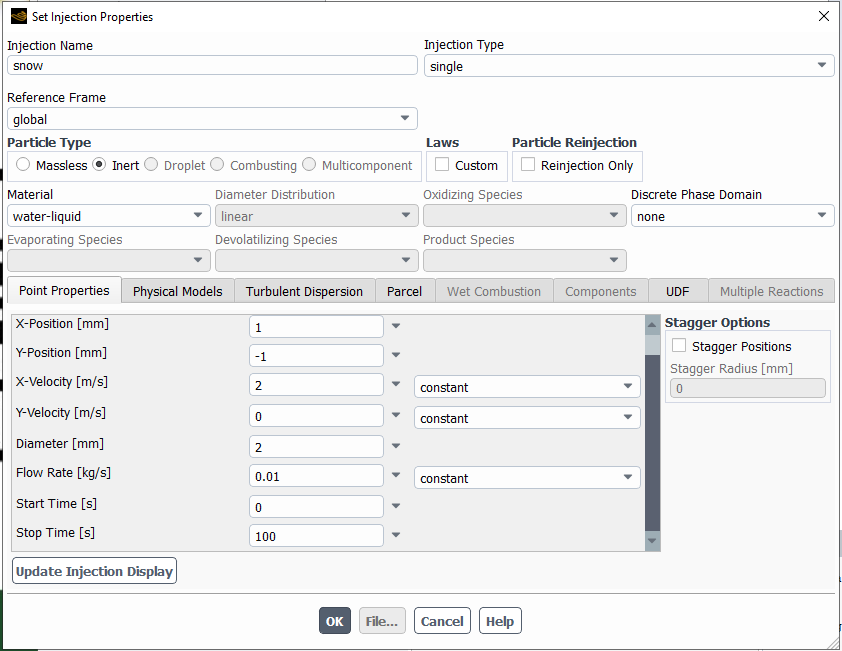 Set Injection Properties
Injection Name
Injection Type
snow
single
Reference Frame
global
Particle Type
Laws
Particle Reinjection
Massless Inert Droplet Combusting Multicomponent
Custom
Reinjection Only
Material
Diameter Distribution
Oxidizing Species
Discrete Phase Domain
water-liquid
linear
none
Evaporating Species
Devolatilizing Species
Product Species
Point Properties Physical Models Turbulent Dispersion Parcel Wet Combustion Components UDF Multiple Reactions
X-Position [mm] 1
Y-Position [mm] -1
X-Velocity [m/s] 2 constant
Y-Velocity [m/s] 0 constant
Diameter [mm] 2
Flow Rate [kg/s] 0.01 constant
Start Time [s] 0
Stop Time [s] 100
Stagger Options
Stagger Positions
Stagger Radius [mm]
0
Update Injection Display
OK File... Cancel Help